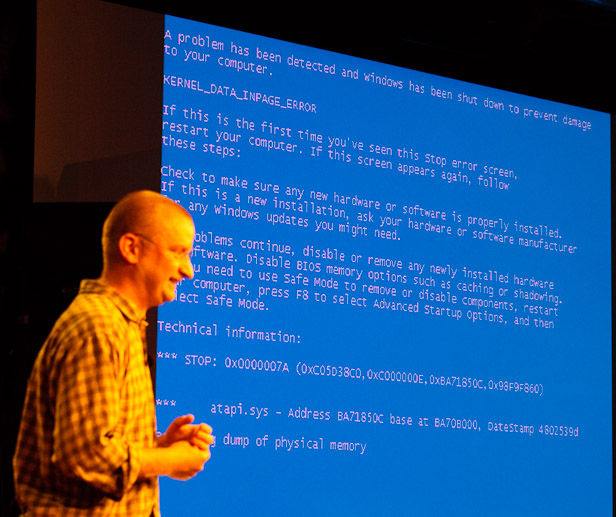 A problem has been detected and windows has been shut down to prevent damage
to your computer.
KERNEL_DATA_INPAGE_ERROR
If this is the first time you've seen this Stop error screen,
restart your computer. If this screen appears again, follow
these steps:
Check to make sure any new hardware or software is properly installed.
If this is a new installation, ask your hardware or software manufacturer
for any windows updates you might need.
oblems continue, disable or remove any newly installed hardware
software. Disable BIOS memory options such as caching or shadowing.
ou need to use Safe Mode to remove or disable components, restart
ur computer, press F8 to select Advanced Startup Options, and then
lect Safe Mode.
Technical information:
*** STOP: 0x0000007A (0xC05D38C0,0xC000000E,0xBA71850C,0x98F9F860)
*** atapi.sys - Address BA71850C base at BA70B000, DateStamp 4802539d
dump of physical memory